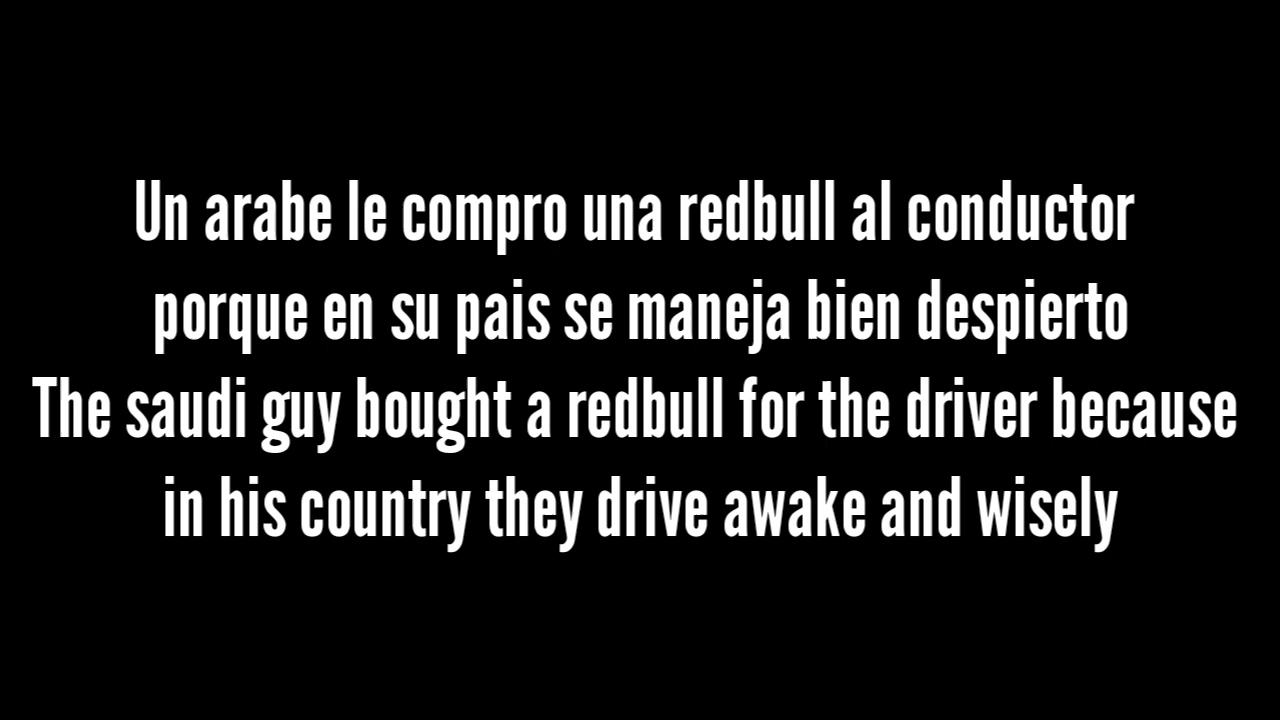 Un arabe le compro una redbull al conductor
porque en su pais se maneja bien despierto
The saudi guy bought a redbull for the driver because
in his country they drive awake and wisely